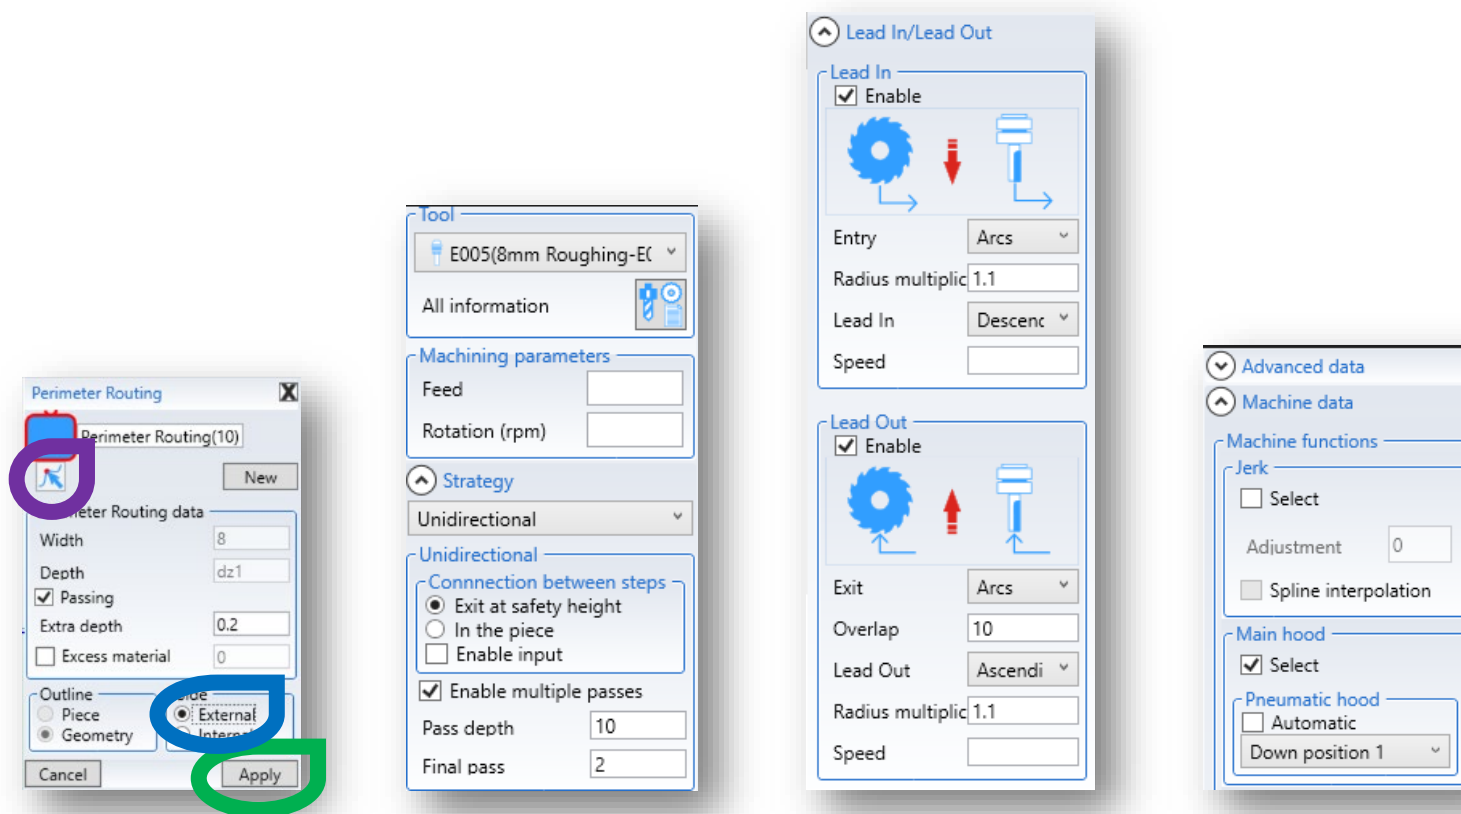 Perimeter Routing
Perimeter Routing(10)
New
meter Routing data
Width 8
Depth dz1
Passing
Extra depth 0.2
Excess material 0
Outline
Piece
Geometry
Side
External
Internal
Cancel Apply
Tool
E005(8mm Roughing-E(
All information
Machining parameters
Feed
Rotation (rpm)
Strategy
Unidirectional
Unidirectional
Connnection between steps
Exit at safety height
In the piece
Enable input
Enable multiple passes
Pass depth 10
Final pass 2
Lead In/Lead Out
Lead In
Enable
Entry Arcs
Radius multiplic 1.1
Lead In Descenc
Speed
Lead Out
Enable
Exit Arcs
Overlap 10
Lead Out Ascendi
Radius multiplic 1.1
Speed
Advanced data
Machine data
Machine functions
Jerk
Select
Adjustment 0
Spline interpolation
Main hood
Select
Pneumatic hood
Automatic
Down position 1